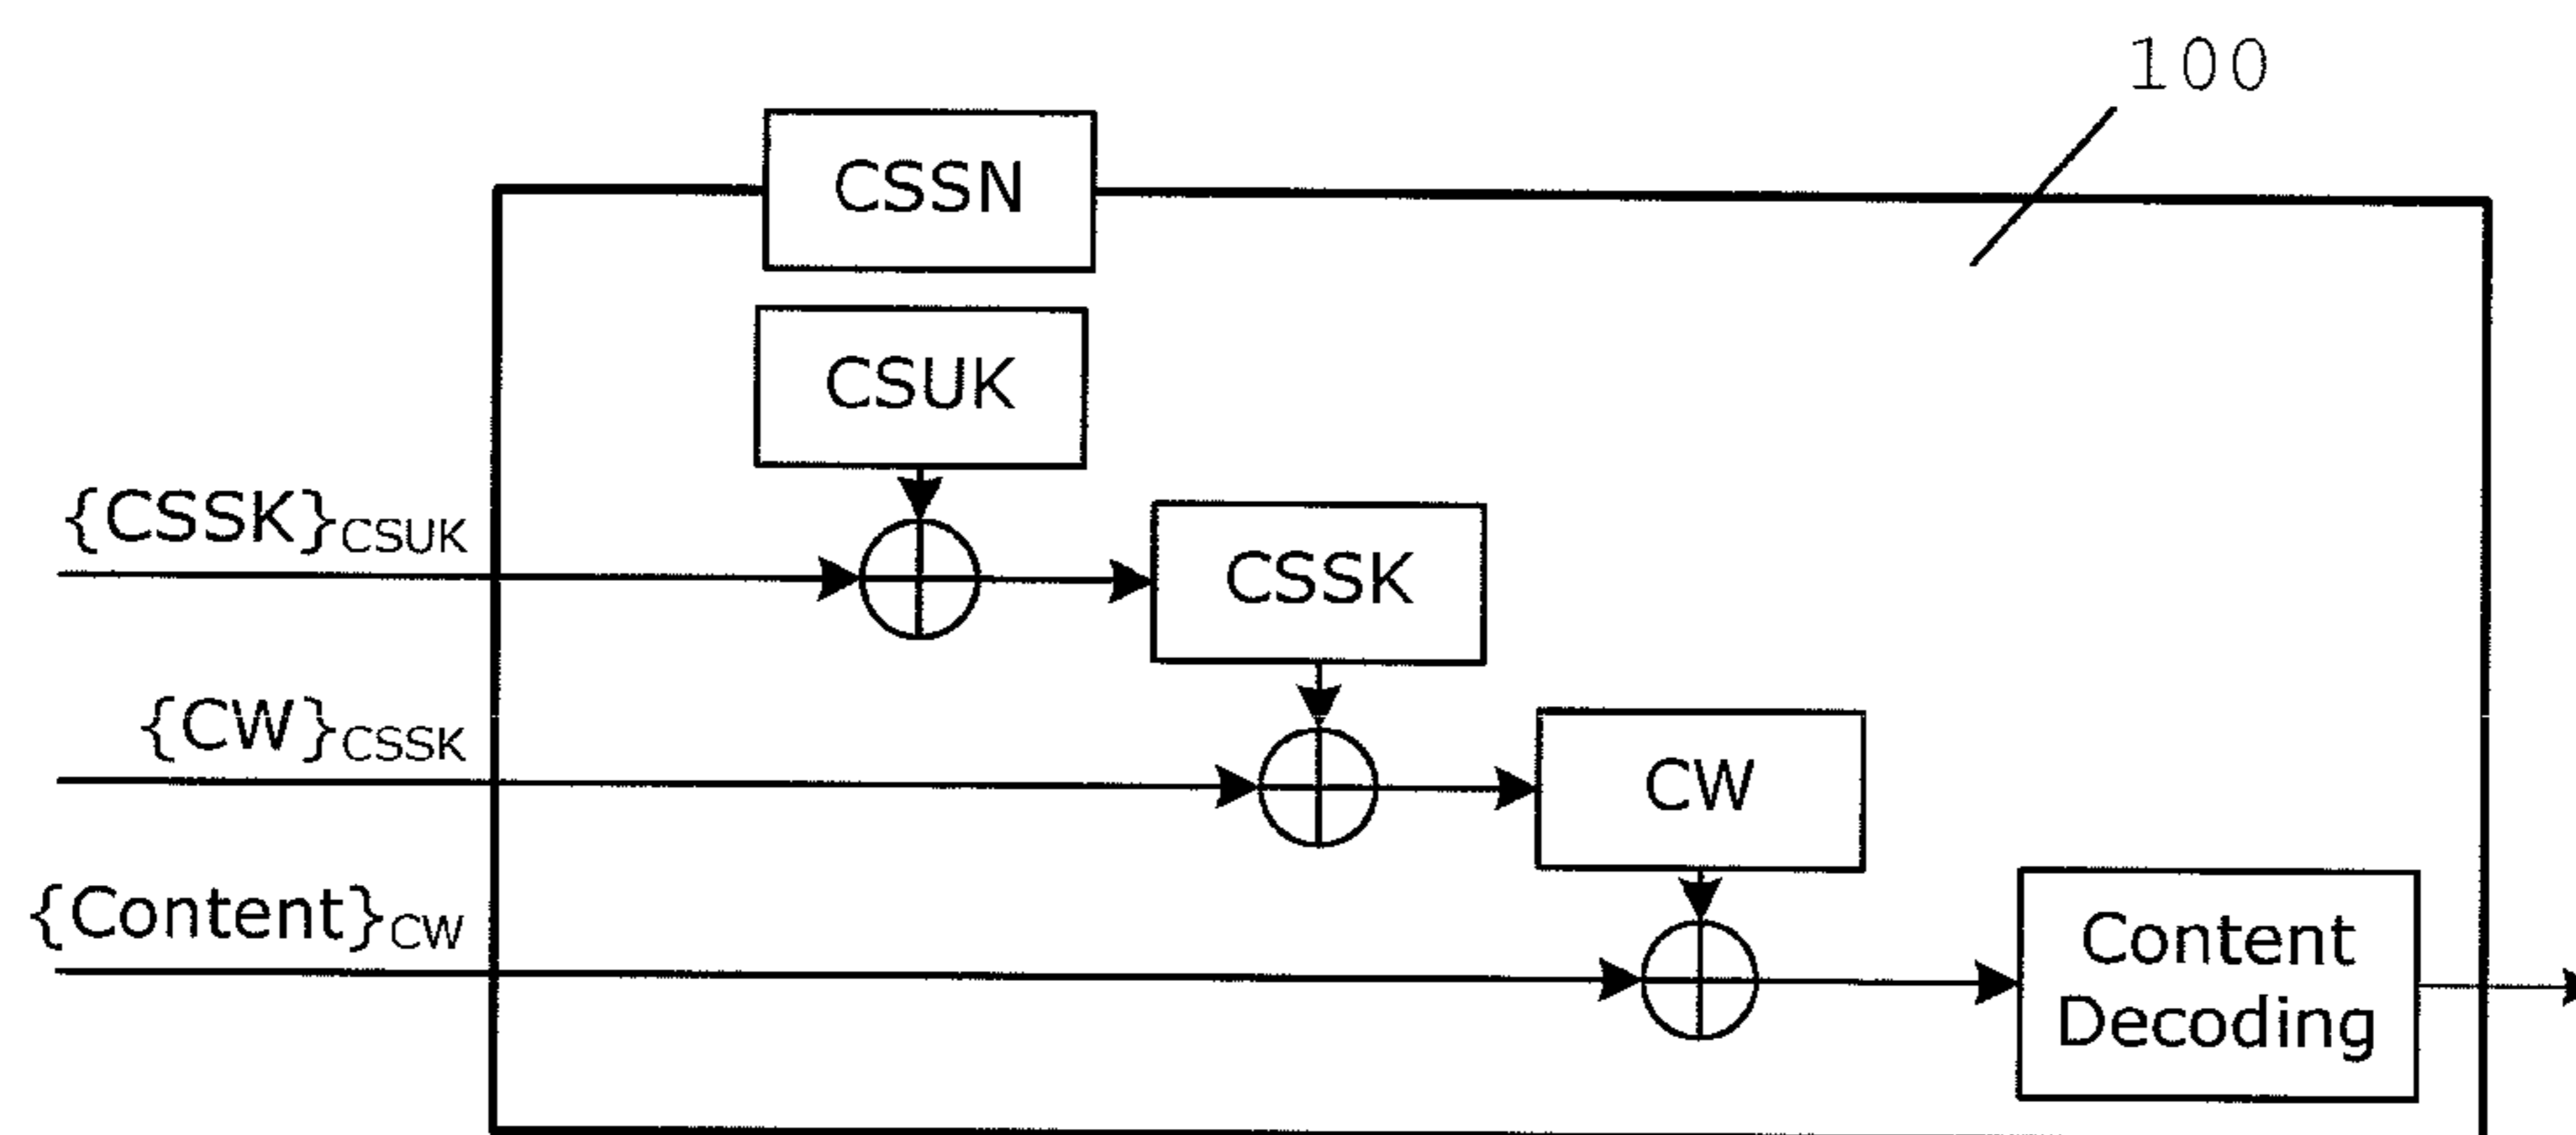 100
CSSN
CSUK
{CSSK}CSUK
CSSK
{CW}CSSK
CW
{Content}CW
Content
Decoding